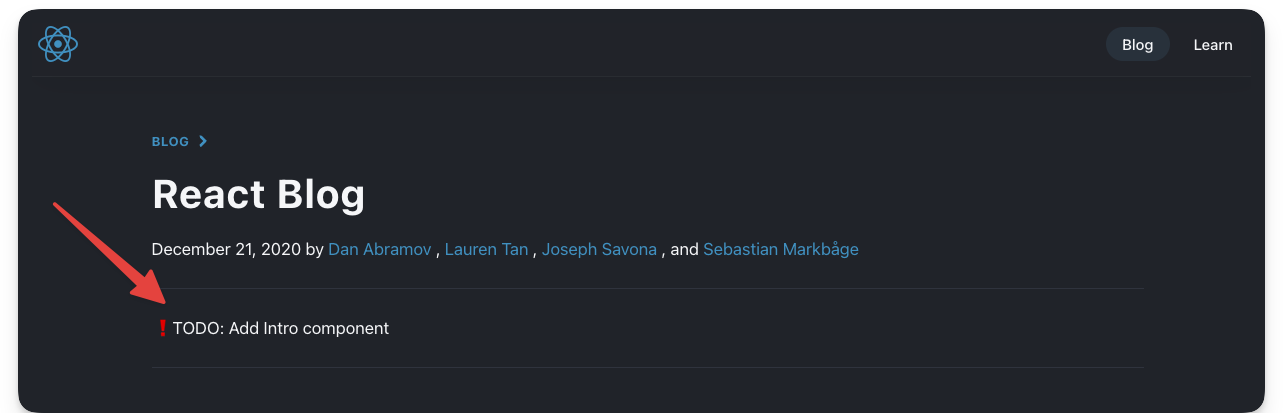 Blog Learn
BLOG
React Blog
December 21, 2020 by Dan Abramov , Lauren Tan , Joseph Savona , and Sebastian Markbåge
❗TODO: Add Intro component